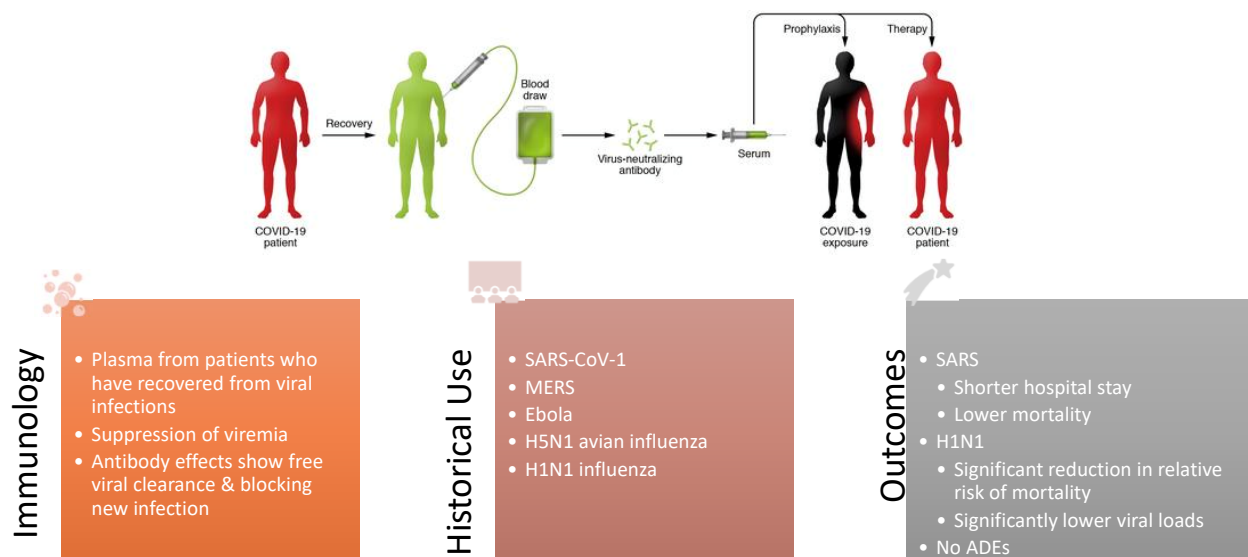 Prophylaxis
Therapy
Blood
draw
Recovery
Virus-neutralizing
antibody
Serum
COVID-19
patient
COVID-19
exposure
COVID-19
patient
Immunology
• Plasma from patients who
have recovered from viral
infections
• Suppression of viremia
• Antibody effects show free
viral clearance & blocking
new infection
Historical Use
• SARS-CoV-1
• MERS
• Ebola
• H5N1 avian influenza
• H1N1 influenza
Outcomes
• SARS
• Shorter hospital stay
• Lower mortality
• H1N1
• Significant reduction in relative
risk of mortality
• Significantly lower viral loads
• No ADEs